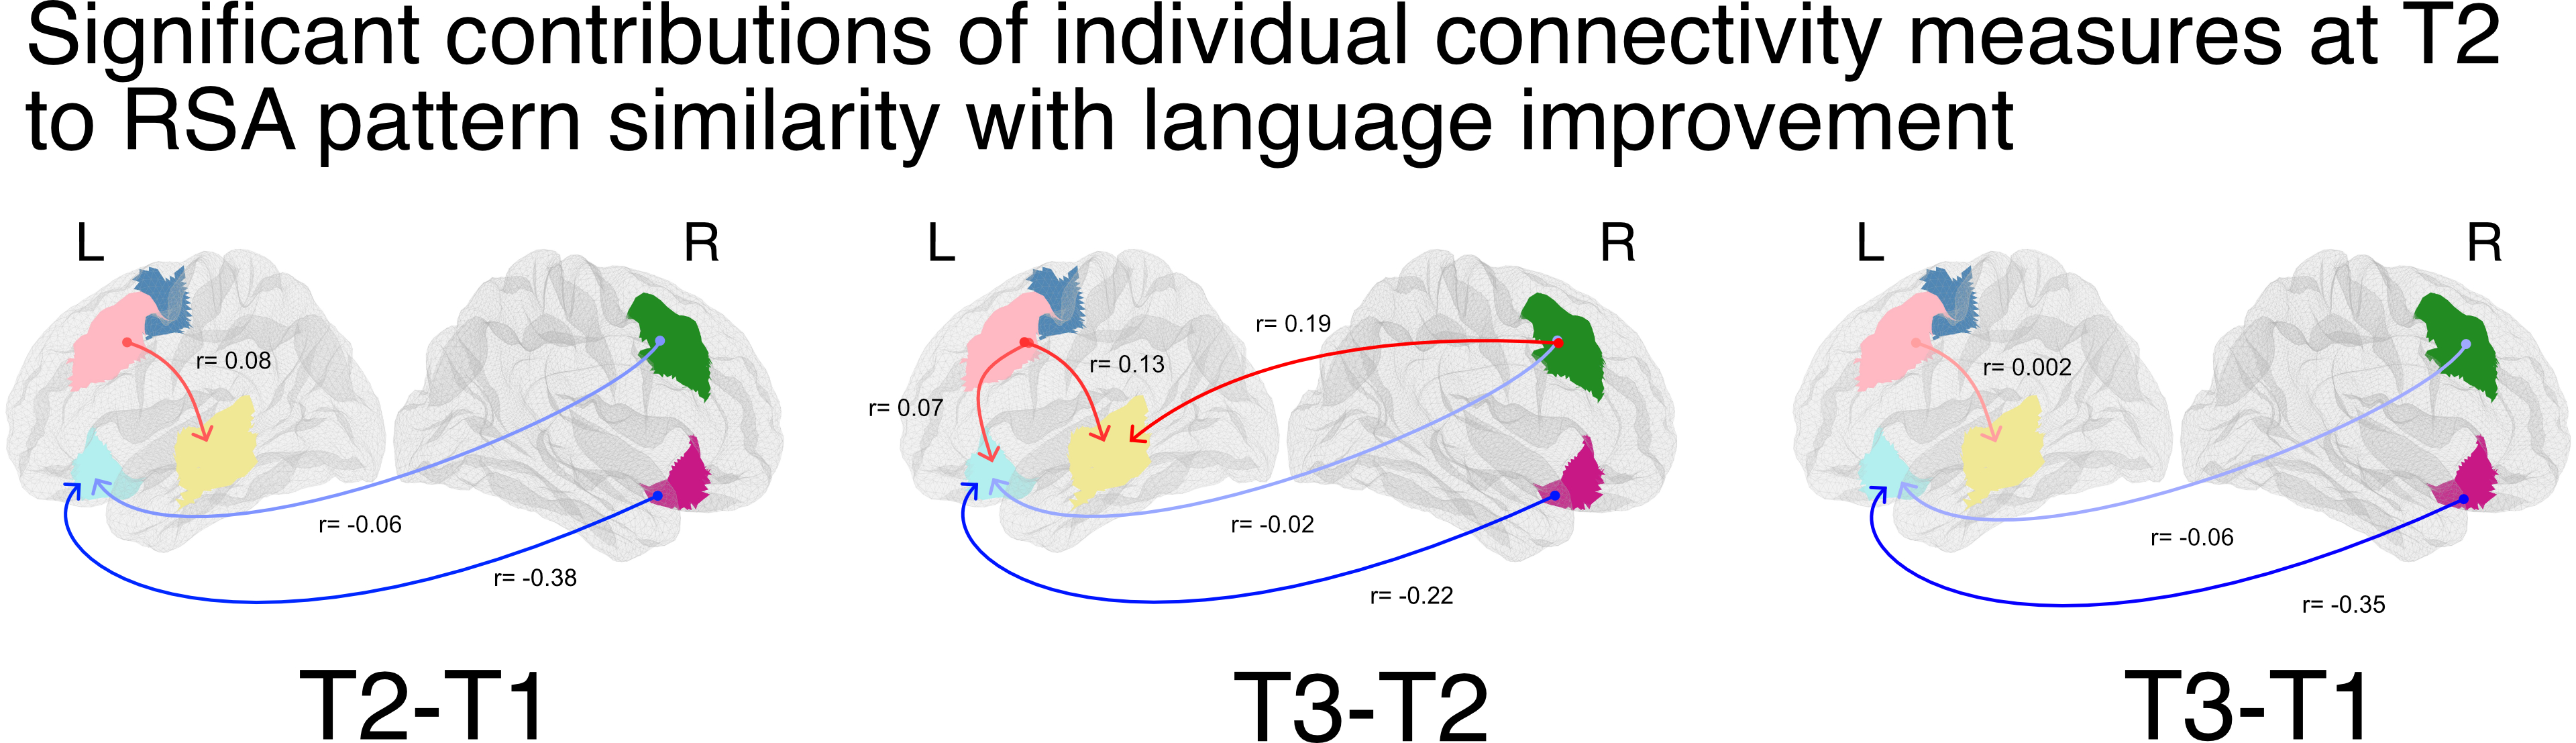 Significant contributions of individual connectivity measures at T2
to RSA pattern similarity with language improvement
L
R
r= 0.08
r= -0.06
r= -0.38
T2-T1
L
R
r= 0.19
r= 0.13
r= 0.07
r= -0.02
r= -0.22
T3-T2
L
R
r= 0.002
r= -0.06
r= -0.35
T3-T1